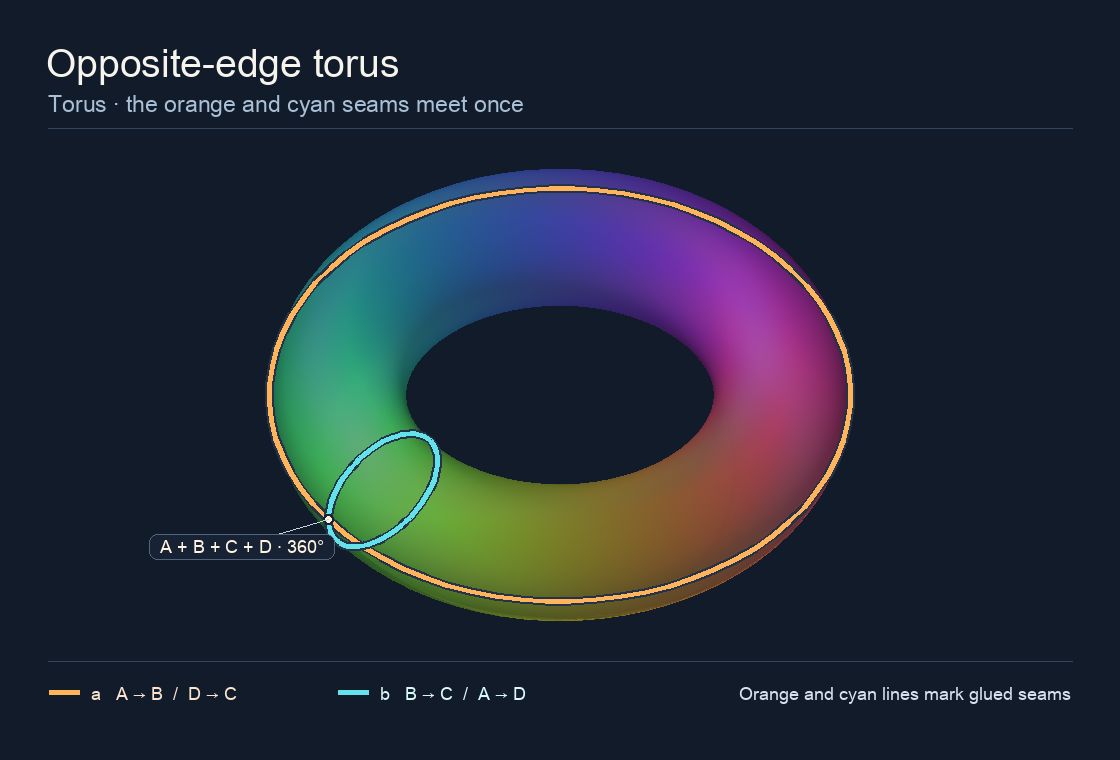 Opposite-edge torus
Torus · the orange and cyan seams meet once
A + B + C + D · 360°
a A→B / D→C
b B→C / A→D
Orange and cyan lines mark glued seams